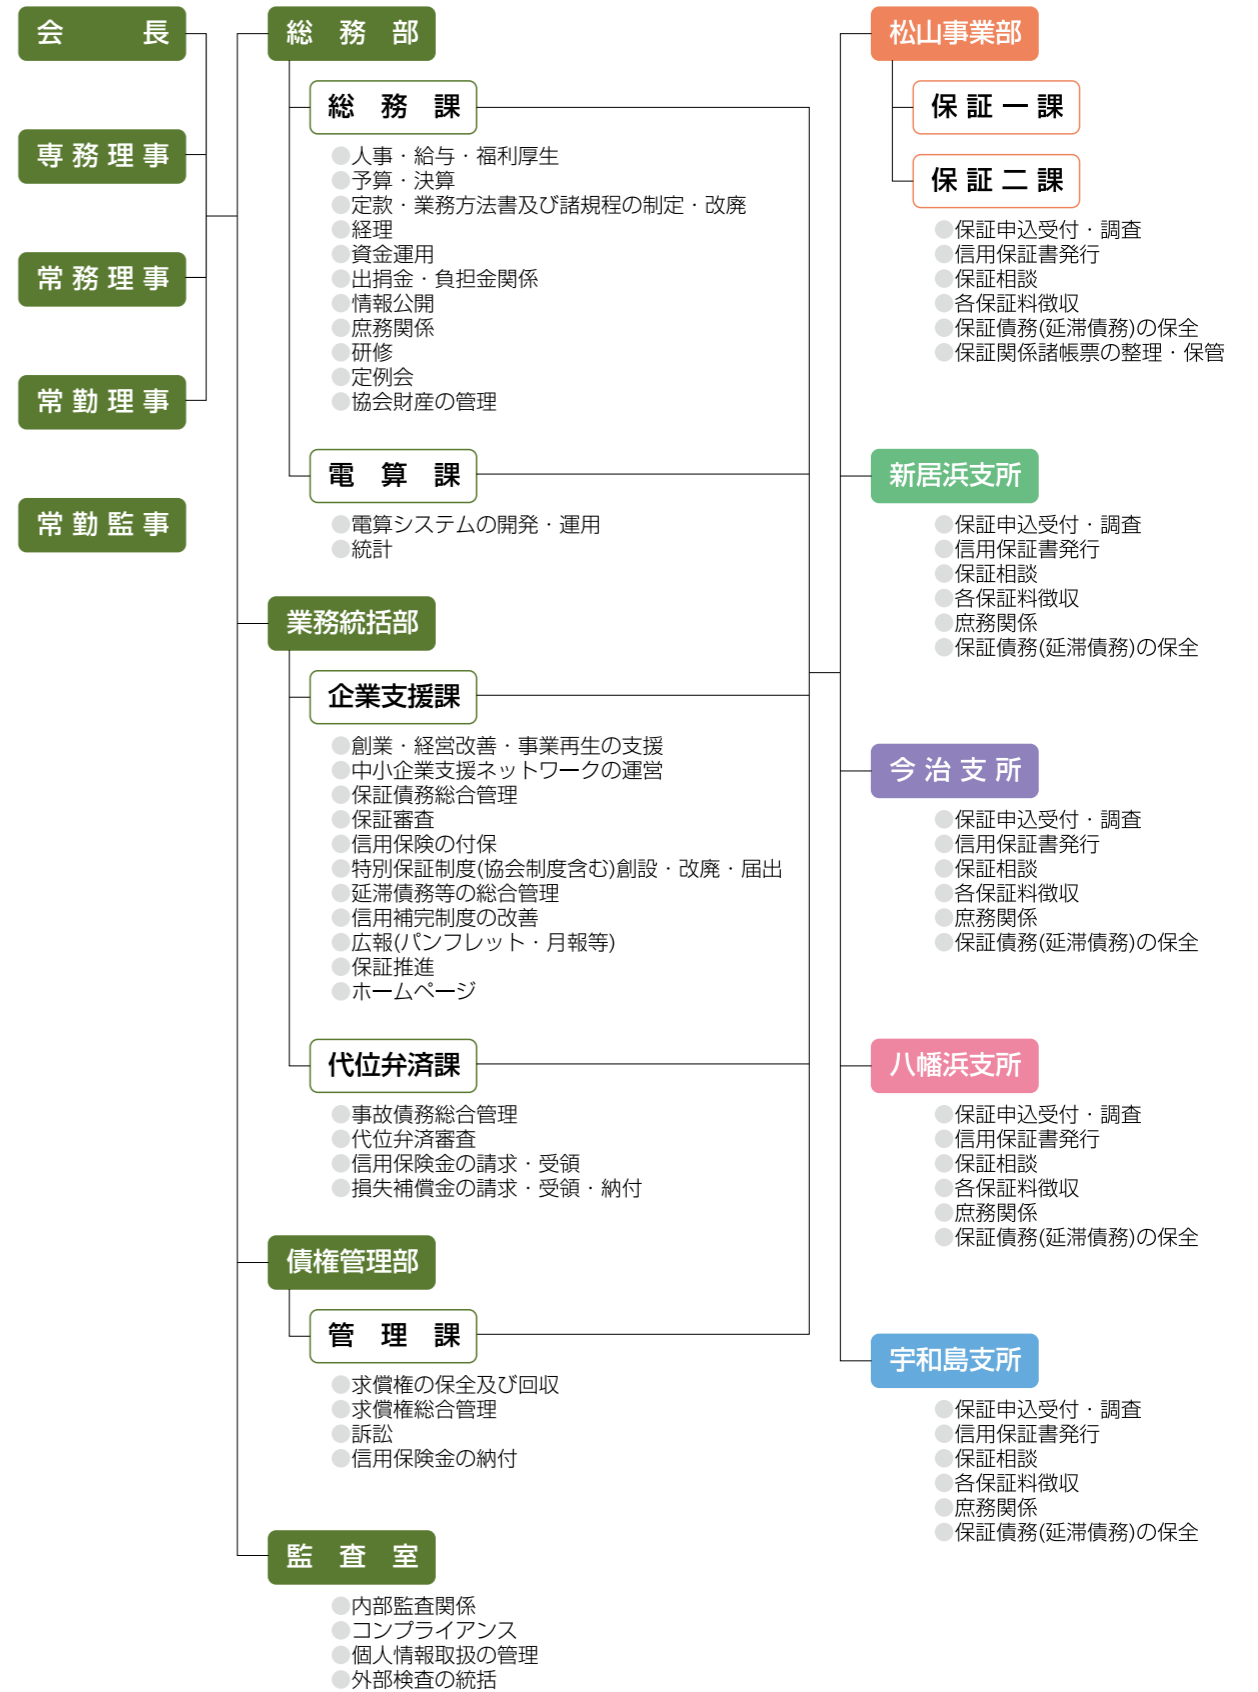 会長
専務理事
常務理事
常勤理事
常勤監事
総務部
総務課
●人事・給与・福利厚生
●予算・決算
●定款・業務方法書及び諸規程の制定・改廃
●経理
●資金運用
●出捐金・負担金関係
●情報公開
●庶務関係
●研修
●定例会
●協会財産の管理
電算課
●電算システムの開発・運用
●統計
業務統括部
企業支援課
●創業・経営改善・事業再生の支援
●中小企業支援ネットワークの運営
●保証債務総合管理
●保証審査
●信用保険の付保
●特別保証制度(協会制度含む)創設・改廃・届出
●延滞債務等の総合管理
●信用補完制度の改善
●広報(パンフレット・月報等)
●保証推進
●ホームページ
代位弁済課
●事故債務総合管理
●代位弁済審査
●信用保険金の請求・受領
●損失補償金の請求・受領・納付
債権管理部
管理課
●求償権の保全及び回収
●求償権総合管理
●訴訟
●信用保険金の納付
監査室
●内部監査関係
●コンプライアンス
●個人情報取扱の管理
●外部検査の統括
松山事業部
保証一課
保証二課
●保証申込受付・調査
●信用保証書発行
●保証相談
●各保証料徴収
●保証債務(延滞債務)の保全
●保証関係諸帳票の整理・保管
新居浜支所
●保証申込受付・調査
●信用保証書発行
●保証相談
●各保証料徴収
●庶務関係
●保証債務(延滞債務)の保全
今治支所
●保証申込受付・調査
●信用保証書発行
●保証相談
●各保証料徴収
●庶務関係
●保証債務(延滞債務)の保全
八幡浜支所
●保証申込受付・調査
●信用保証書発行
●保証相談
●各保証料徴収
●庶務関係
●保証債務(延滞債務)の保全
宇和島支所
●保証申込受付・調査
●信用保証書発行
●保証相談
●各保証料徴収
●庶務関係
●保証債務(延滞債務)の保全